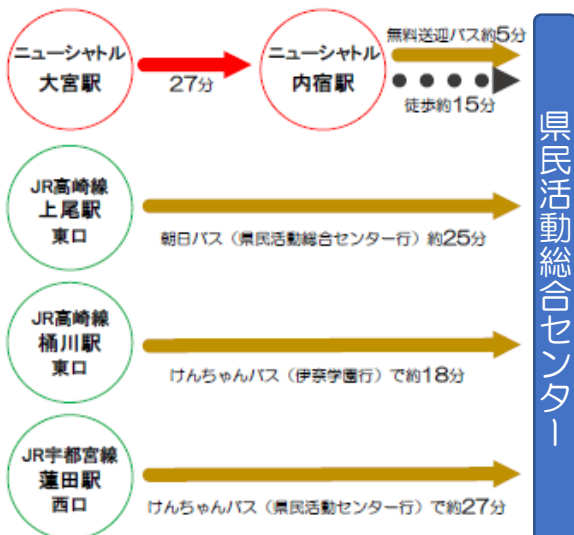 ニューシャトル
大宮駅
27分
ニューシャトル
内宿駅
無料送迎バス約5分
徒歩約15分
JR高崎線
上尾駅
東口
朝日バス（県民活動総合センター行）約25分
JR高崎線
桶川駅
東口
けんちゃんバス（伊奈学園行）で約18分
JR宇都宮線
蓮田駅
西口
けんちゃんバス（県民活動センター行）で約27分
県民活動総合センター